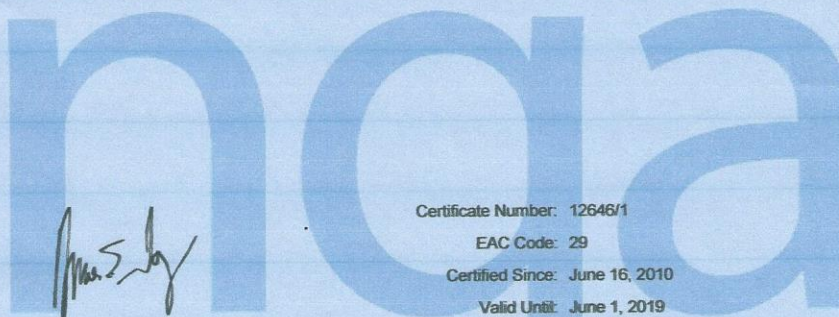 nqa
Certificate Number: 12646/1
EAC Code: 29
Certified Since: June 16, 2010
Valid Until: June 1, 2019